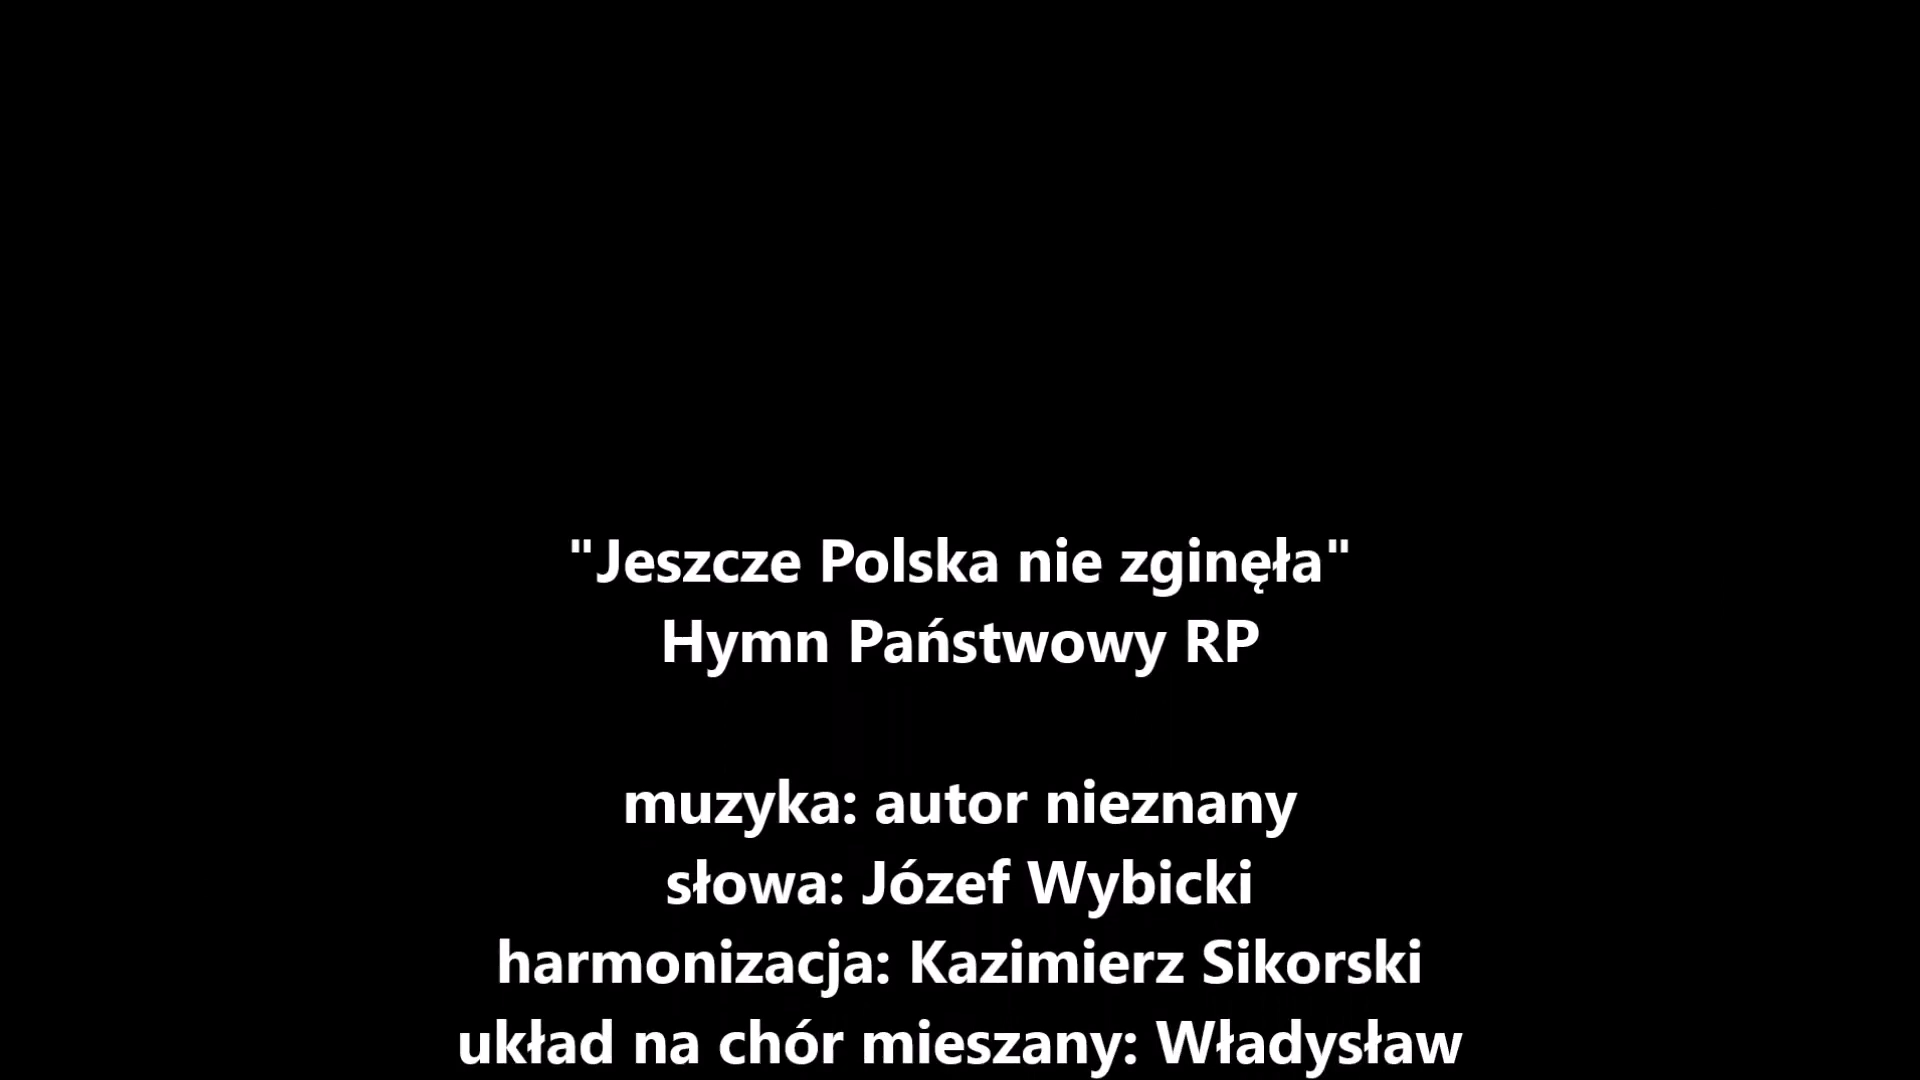 "Jeszcze Polska nie zginęła"
Hymn Państwowy RP
muzyka: autor nieznany
słowa: Józef Wybicki
harmonizacja: Kazimierz Sikorski
układ na chór mieszany: Władysław